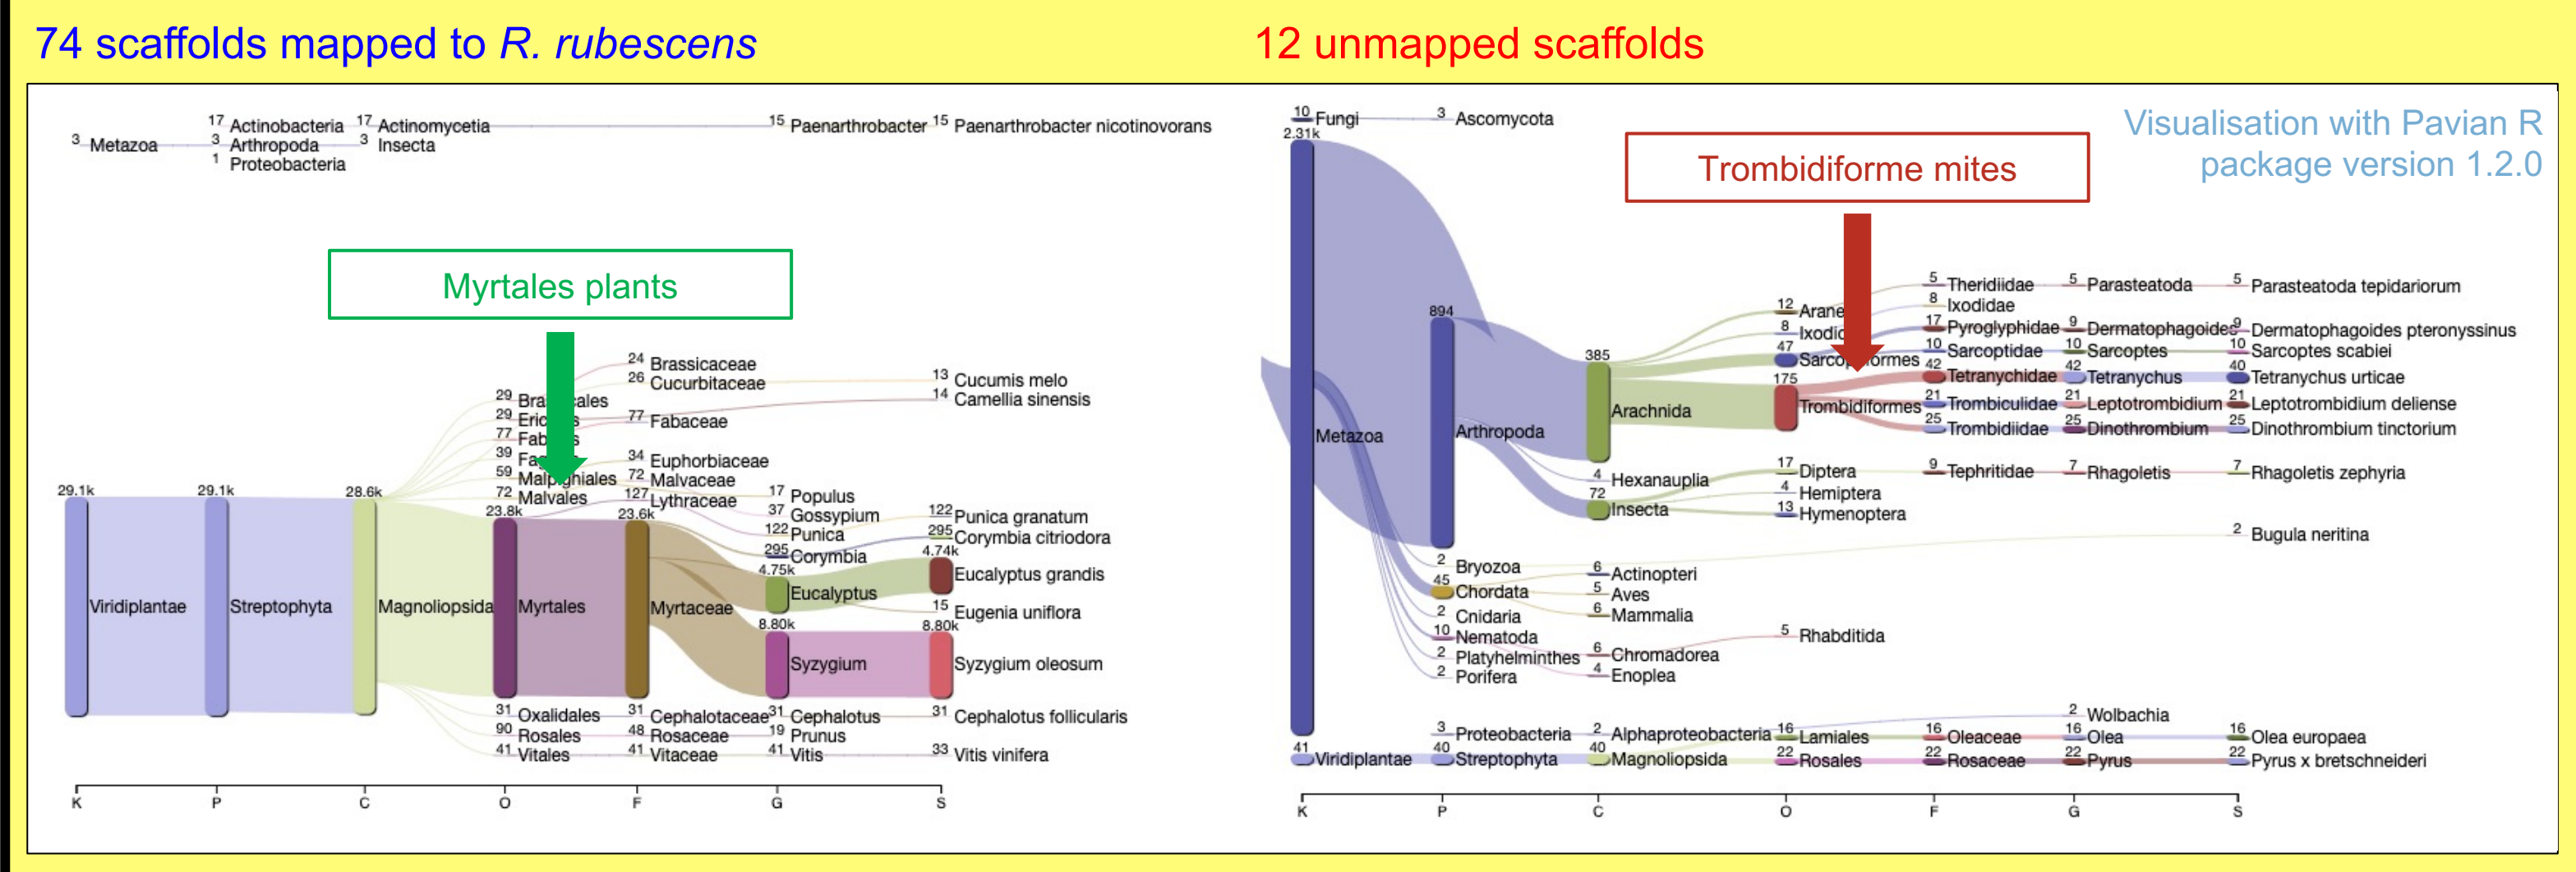 74 scaffolds mapped to R. rubescens
12 unmapped scaffolds
17 Actinobacteria 17 Actinomycetia 15 Paenarthrobacter 15 Paenarthrobacter nicotinovorans
3 Metazoa 3 Arthropoda 3 Insecta
1 Proteobacteria
Myrtales plants
24 Brassicaceae
26 Cucurbitaceae 13 Cucumis melo
29 14 Camellia sinensis
29 77 Fabaceae
77
39 34 Euphorbiaceae
59 72 Malvaceae
72 Malvales 127 Lythraceae 17 Populus
37 Gossypium 122 Punica granatum
122 Punica 295 Corymbia citriodora
295 Corymbia
29.1k 29.1k 28.6k 23.8k 23.6k 4.75k 4.74k
Eucalyptus Eucalyptus grandis
Viridiplantae Streptophyta Magnoliopsida Myrtales Myrtaceae 15 Eugenia uniflora
8.80k 8.80k
Syzygium Syzygium oleosum
31 Oxalidales 31 Cephalotaceae 31 Cephalotus 31 Cephalotus follicularis
90 Rosales 48 Rosaceae 19 Prunus
41 Vitales 41 Vitaceae 41 Vitis 33 Vitis vinifera
K P C O F G S
Visualisation with Pavian R
package version 1.2.0
Trombidiforme mites
10 Fungi 3 Ascomycota
2.31k
5 Theridiidae 5 Parasteatoda 5 Parasteatoda tepidariorum
12 8 Ixodidae
8 17 Pyroglyphidae 9 Dermatophagoides 9 Dermatophagoides pteronyssinus
47 10 Sarcoptidae 10 Sarcoptes 10 Sarcoptes scabiei
42 Tetranychidae 42 Tetranychus 40 Tetranychus urticae
894 385 175
Metazoa Arthropoda Arachnida Trombidiformes 21 Trombiculidae 21 Leptotrombidium 21 Leptotrombidium deliense
25 Trombidiidae 25 Dinothrombium 25 Dinothrombium tinctorium
4 Hexanauplia 17 Diptera 9 Tephritidae 7 Rhagoletis 7 Rhagoletis zephyria
72 Insecta 4 Hemiptera
13 Hymenoptera
2 Bryozoa 2 Bugula neritina
45 Chordata 6 Actinopteri
5 Aves
2 Cnidaria 6 Mammalia
10 Nematoda 5 Rhabditida
2 Platyhelminthes 6 Chromadorea
2 Porifera 4 Enoplea
2 Wolbachia
3 Proteobacteria 2 Alphaproteobacteria 16 Lamiales 16 Oleaceae 16 Olea 16 Olea europaea
41 Viridiplantae 40 Streptophyta 40 Magnoliopsida 22 Rosales 22 Rosaceae 22 Pyrus 22 Pyrus x bretschneideri
K P C O F G S